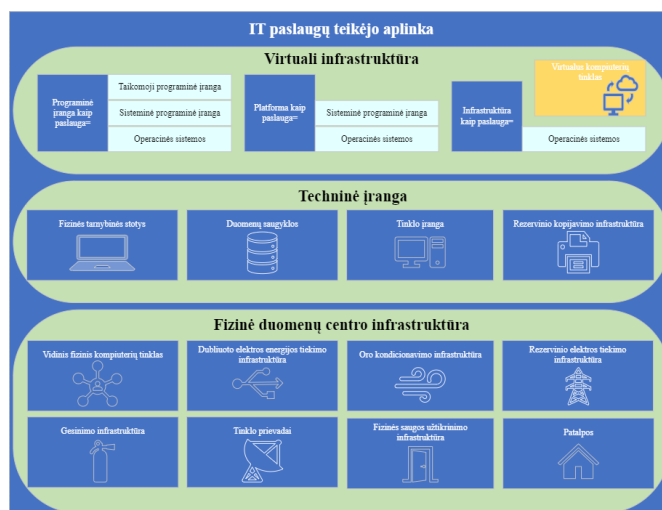 IT paslaugų teikėjo aplinka
Virtuali infrastruktūra
Programinė
įranga kaip
paslauga=
Taikomoji programinė įranga
Sisteminė programinė įranga
Operacinės sistemos
Platforma kaip
paslauga=
Sisteminė programinė įranga
Operacinės sistemos
Infrastruktūra
kaip paslauga=
Virtualus kompiuterių
tinklas
Operacinės sistemos
Techninė įranga
Fizinės tarnybinės stotys
Duomenų saugyklos
Tinklo įranga
Rezervinio kopijavimo infrastruktūra
Fizinė duomenų centro infrastruktūra
Vidinis fizinis kompiuterių tinklas
Dubliuoto elektros energijos tiekimo
infrastruktūra
Oro kondicionavimo infrastruktūra
Rezervinio elektros tiekimo
infrastruktūra
Gesinimo infrastruktūra
Tinklo prievadai
Fizinės saugos užtikrinimo
infrastruktūra
Patalpos